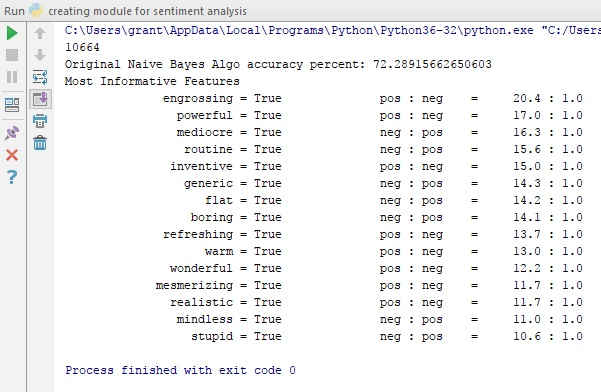 Run creating module for sentiment analysis
C:\Users\grant\AppData\Local\Programs\Python\Python36-32\python.exe "C:/Users
10664
Original Naive Bayes Algo accuracy percent: 72.28915662650603
Most Informative Features
engrossing = True pos : neg = 20.4 : 1.0
powerful = True pos : neg = 17.0 : 1.0
mediocre = True neg : pos = 16.3 : 1.0
routine = True neg : pos = 15.6 : 1.0
inventive = True pos : neg = 15.0 : 1.0
generic = True neg : pos = 14.3 : 1.0
flat = True neg : pos = 14.2 : 1.0
boring = True neg : pos = 14.1 : 1.0
refreshing = True pos : neg = 13.7 : 1.0
warm = True pos : neg = 13.0 : 1.0
wonderful = True pos : neg = 12.2 : 1.0
mesmerizing = True pos : neg = 11.7 : 1.0
realistic = True pos : neg = 11.7 : 1.0
mindless = True neg : pos = 11.0 : 1.0
stupid = True neg : pos = 10.6 : 1.0
Process finished with exit code 0